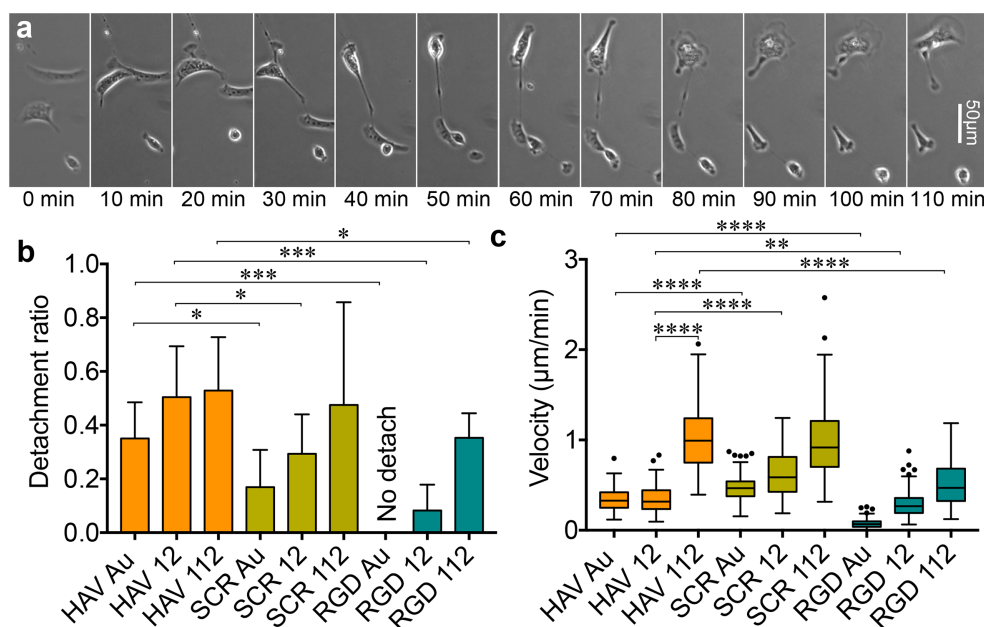 a
50µm
0 min 10 min 20 min 30 min 40 min 50 min 60 min 70 min 80 min 90 min 100 min 110 min
b
Detachment ratio
1.0
0.8
0.6
0.4
0.2
0.0
*
***
***
*
*
No detach
HAV Au
HAV 12
HAV 112
SCR Au
SCR 12
SCR 112
RGD Au
RGD 12
RGD 112
c
Velocity (µm/min)
3
2
1
0
****
**
****
****
****
****
HAV Au
HAV 12
HAV 112
SCR Au
SCR 12
SCR 112
RGD Au
RGD 12
RGD 112